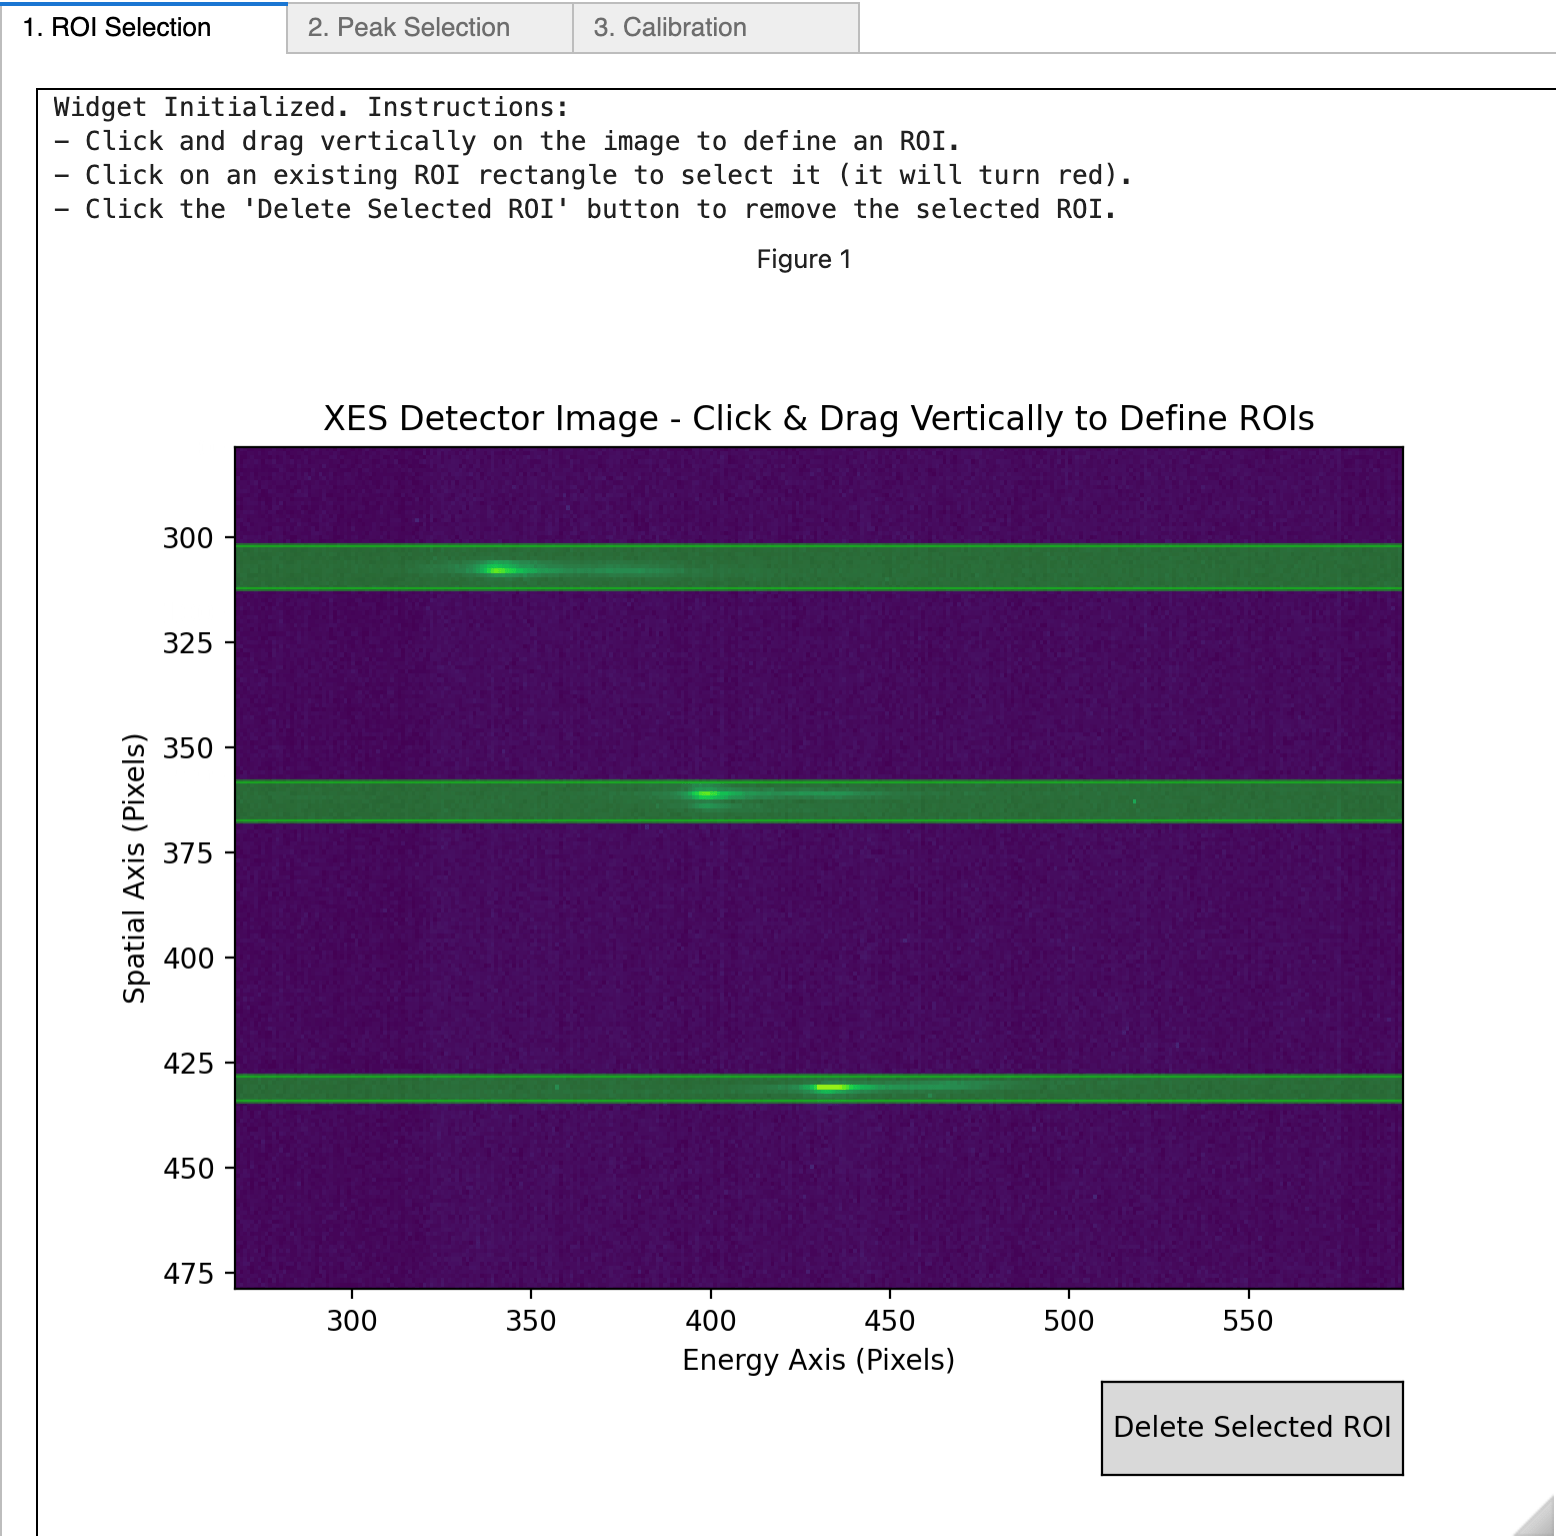 1. ROI Selection
2. Peak Selection
3. Calibration
Widget Initialized. Instructions:
– Click and drag vertically on the image to define an ROI.
– Click on an existing ROI rectangle to select it (it will turn red).
– Click the 'Delete Selected ROI' button to remove the selected ROI.
Figure 1
XES Detector Image - Click & Drag Vertically to Define ROIs
Spatial Axis (Pixels)
300
325
350
375
400
425
450
475
300 350 400 450 500 550
Energy Axis (Pixels)
Delete Selected ROI